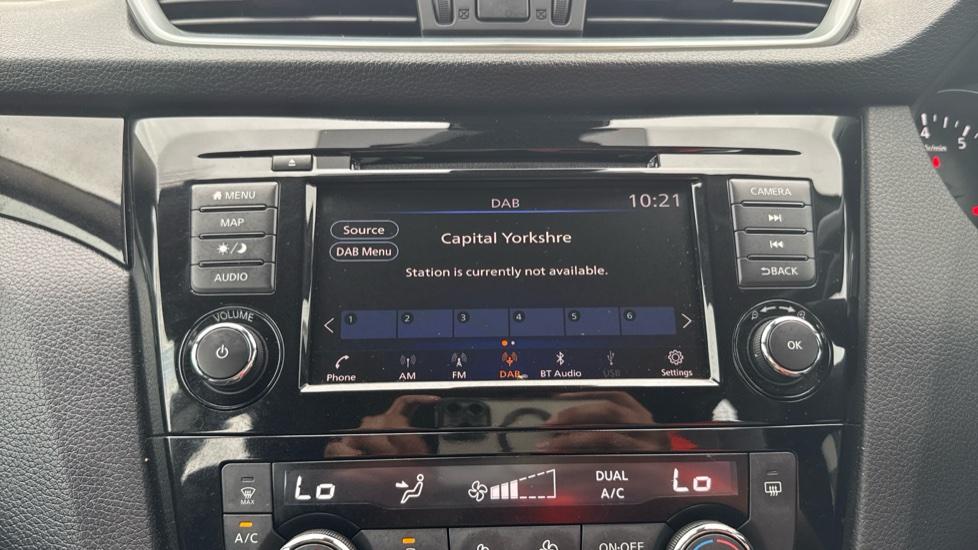 DAB
10:21
MENU
MAP
AUDIO
VOLUME
Source
DAB Menu
Capital Yorkshre
Station is currently not available.
1 2 3 4 5 6
Phone
AM
FM
DAB
BT Audio
USB
Settings
CAMERA
BACK
OK
4
5
MAX
A/C
Lo
DUAL
A/C
Lo
ON·OFF